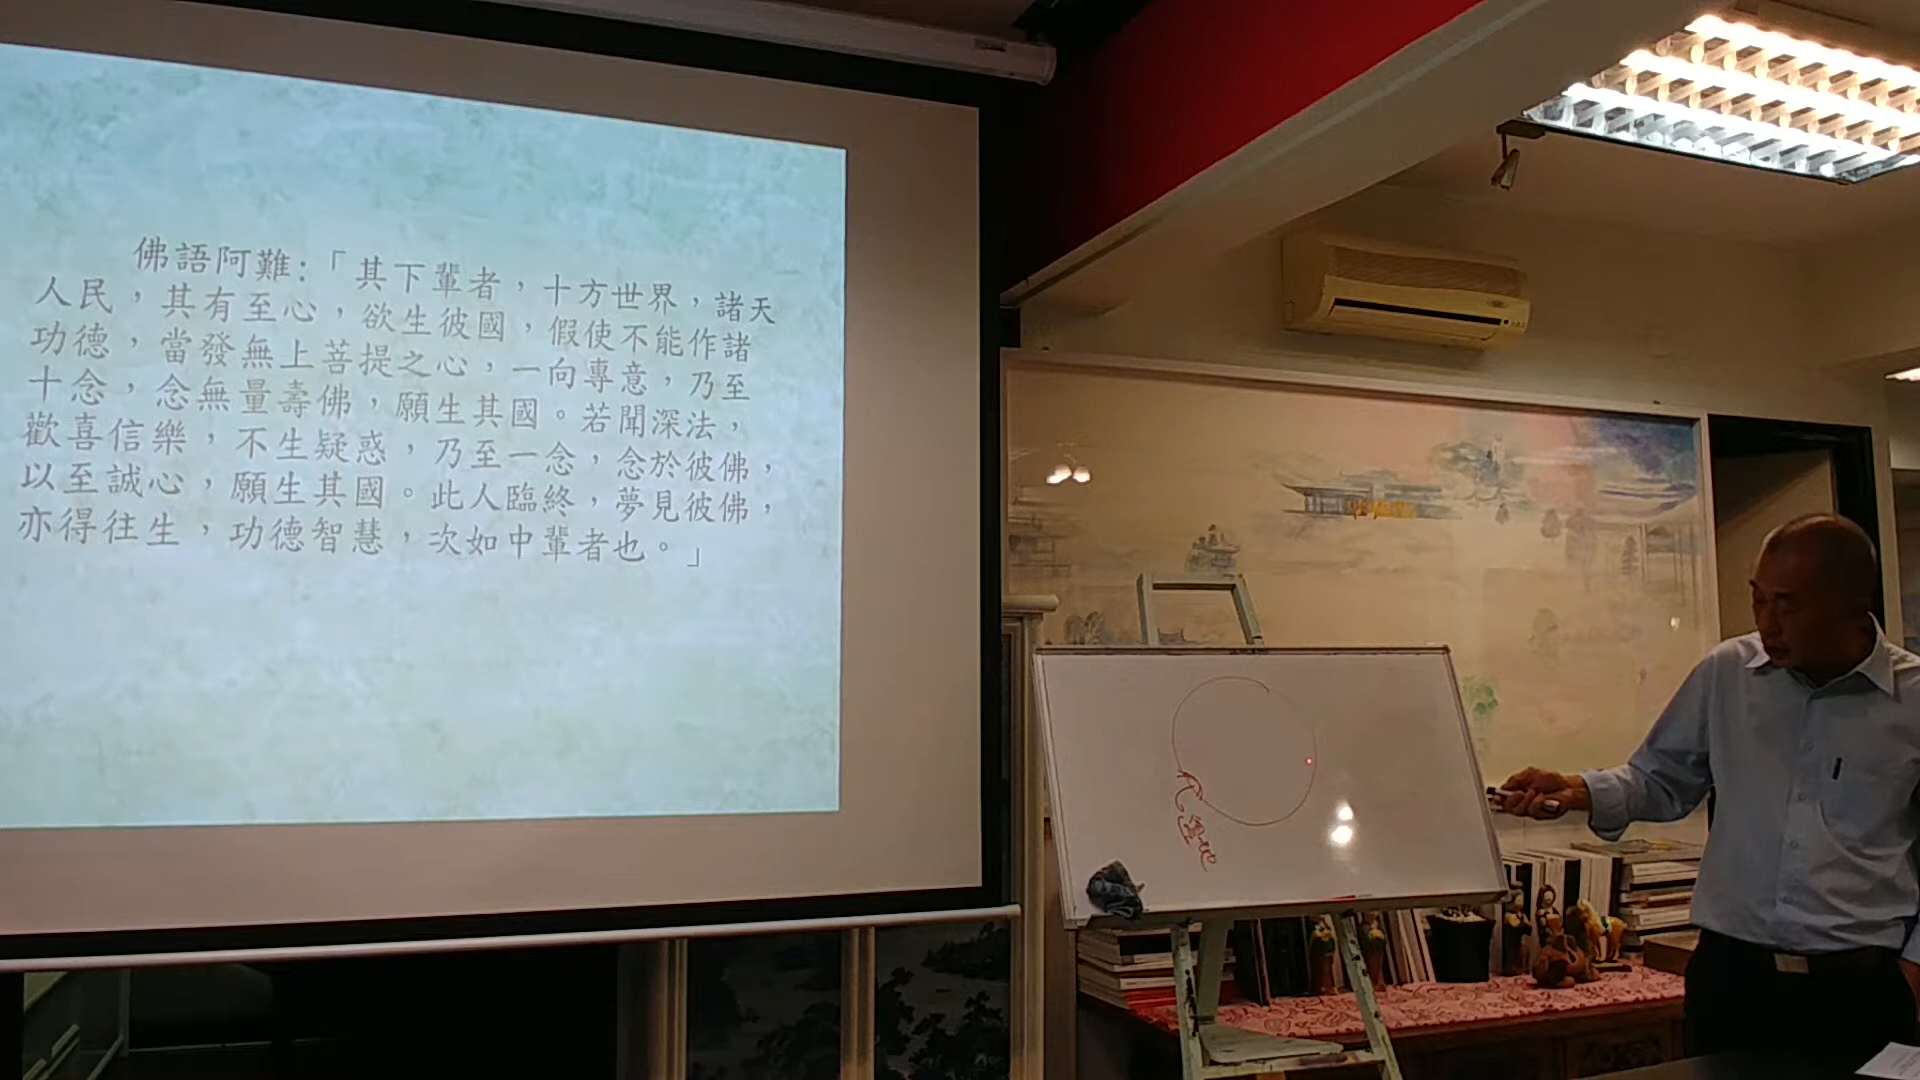 佛語阿難:「其下輩者,十方世界,諸天
人民,其有至心,欲生彼國,假使不能作諸
功德,當發無上菩提之心,一向專意,乃至
十念,念無量壽佛,願生其國。若聞深法,
歡喜信樂,不生疑惑,乃至一念,念於彼佛,
以至誠心,願生其國。此人臨終,夢見彼佛,
亦得往生,功德智慧,次如中輩者也。」